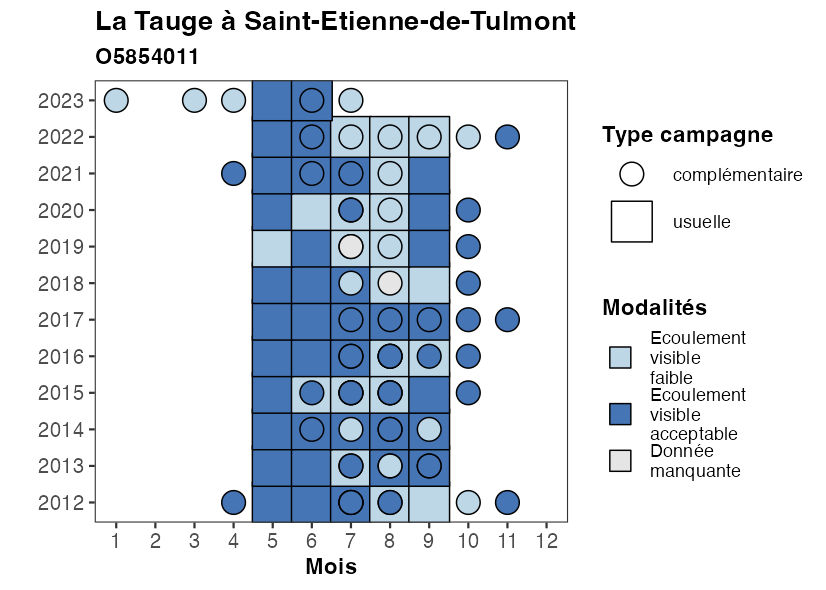 La Tauge à Saint-Etienne-de-Tulmont
O5854011
2023
2022
2021
2020
2019
2018
2017
2016
2015
2014
2013
2012
1 2 3 4 5 6 7 8 9 10 11 12
Mois
Type campagne
complémentaire
usuelle
Modalités
Ecoulement
visible
faible
Ecoulement
visible
acceptable
Donnée
manquante